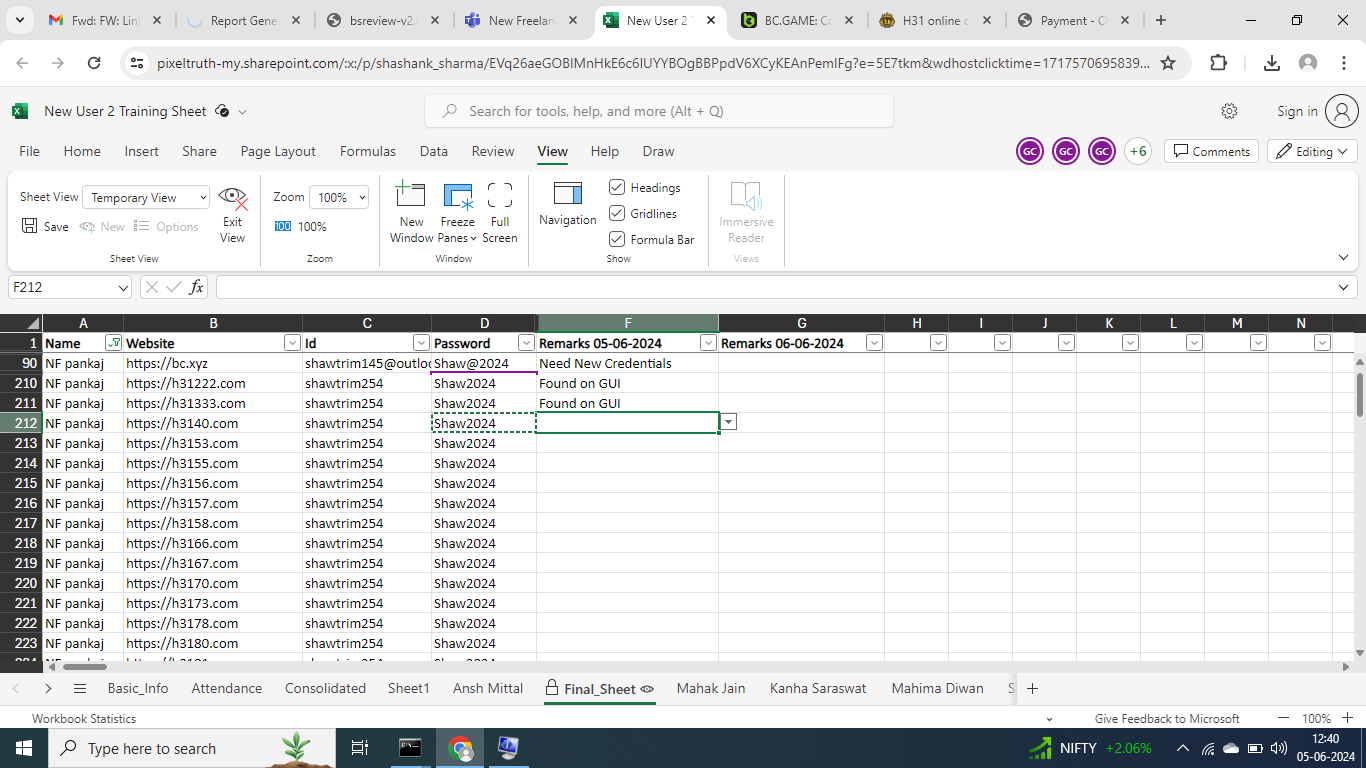 Fwd: FW: Lin
Report Gene
bsreview-v2.
New Freelan
New User 2 T
BC.GAME: Cr
H31 online c
Payment - C
pixeltruth-my.sharepoint.com/:x:/p/shashank_sharma/EVq26aeGOBlMnHkE6c6lUYYBOgBBPpdV6XCyKEAnPemlFg?e=5E7tkm&wdhostclicktime=1717570695839...
New User 2 Training Sheet
Search for tools, help, and more (Alt + Q)
Sign in
File Home Insert Share Page Layout Formulas Data Review View Help Draw
GC GC GC +6 Comments Editing
Sheet View Temporary View
Save New Options
Exit View
Sheet View
Zoom 100%
100 100%
Zoom
New Window
Freeze Panes
Full Screen
Window
Navigation
Headings
Gridlines
Formula Bar
Show
Immersive Reader
Views
F212 fx
A B C D F G H I J K L M N
1 Name Website Id Password Remarks 05-06-2024 Remarks 06-06-2024
90 NF pankaj https://bc.xyz shawtrim145@outloo Shaw@2024 Need New Credentials
210 NF pankaj https://h31222.com shawtrim254 Shaw2024 Found on GUI
211 NF pankaj https://h31333.com shawtrim254 Shaw2024 Found on GUI
212 NF pankaj https://h3140.com shawtrim254 Shaw2024
213 NF pankaj https://h3153.com shawtrim254 Shaw2024
214 NF pankaj https://h3155.com shawtrim254 Shaw2024
215 NF pankaj https://h3156.com shawtrim254 Shaw2024
216 NF pankaj https://h3157.com shawtrim254 Shaw2024
217 NF pankaj https://h3158.com shawtrim254 Shaw2024
218 NF pankaj https://h3166.com shawtrim254 Shaw2024
219 NF pankaj https://h3167.com shawtrim254 Shaw2024
220 NF pankaj https://h3170.com shawtrim254 Shaw2024
221 NF pankaj https://h3173.com shawtrim254 Shaw2024
222 NF pankaj https://h3178.com shawtrim254 Shaw2024
223 NF pankaj https://h3180.com shawtrim254 Shaw2024
Basic_Info Attendance Consolidated Sheet1 Ansh Mittal Final_Sheet Mahak Jain Kanha Saraswat Mahima Diwan S
Workbook Statistics
Give Feedback to Microsoft
100%
Type here to search
NIFTY +2.06%
12:40
05-06-2024